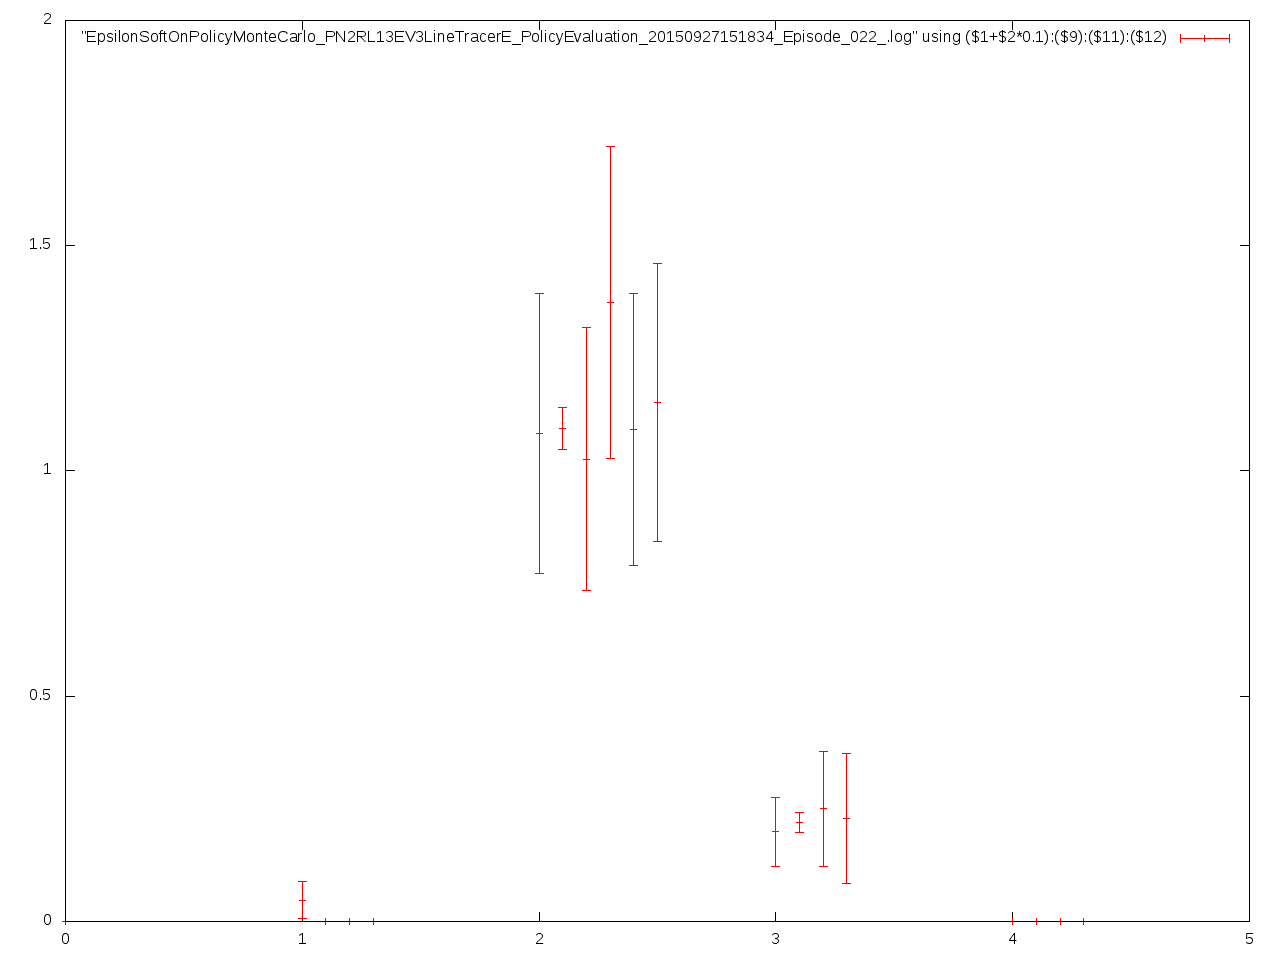 2
"EpsilonSoftOnPolicyMonteCarlo_PN2RL13EV3LineTracerE_PolicyEvaluation_20150927151834_Episode_022_.log" using ($1+$2*0.1):($9):($11):($12)
1.5
1
0.5
0
0 1 2 3 4 5